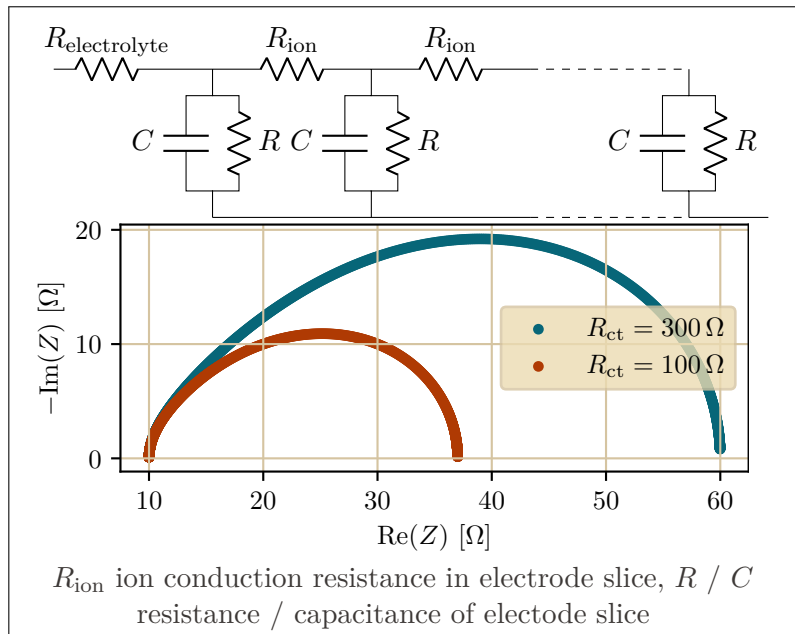 R_electrolyte R_ion R_ion
C R C R C R
20
10
0
−Im(Z) [Ω]
R_ct = 300 Ω
R_ct = 100 Ω
10 20 30 40 50 60
Re(Z) [Ω]
R_ion ion conduction resistance in electrode slice, R / C
resistance / capacitance of electode slice